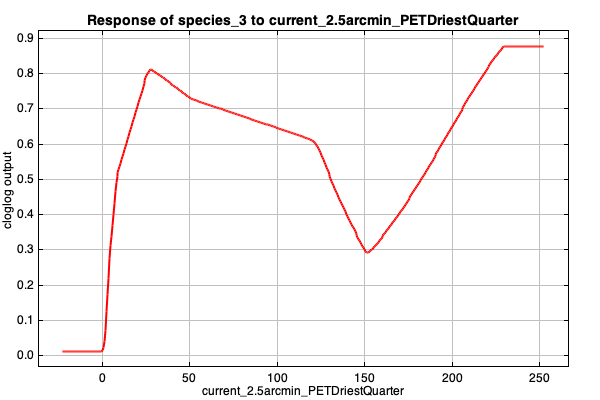 Response of species_3 to current_2.5arcmin_PETDriestQuarter
0.9
0.8
0.7
0.6
0.5
0.4
0.3
0.2
0.1
0.0
cloglog output
0 50 100 150 200 250
current_2.5arcmin_PETDriestQuarter